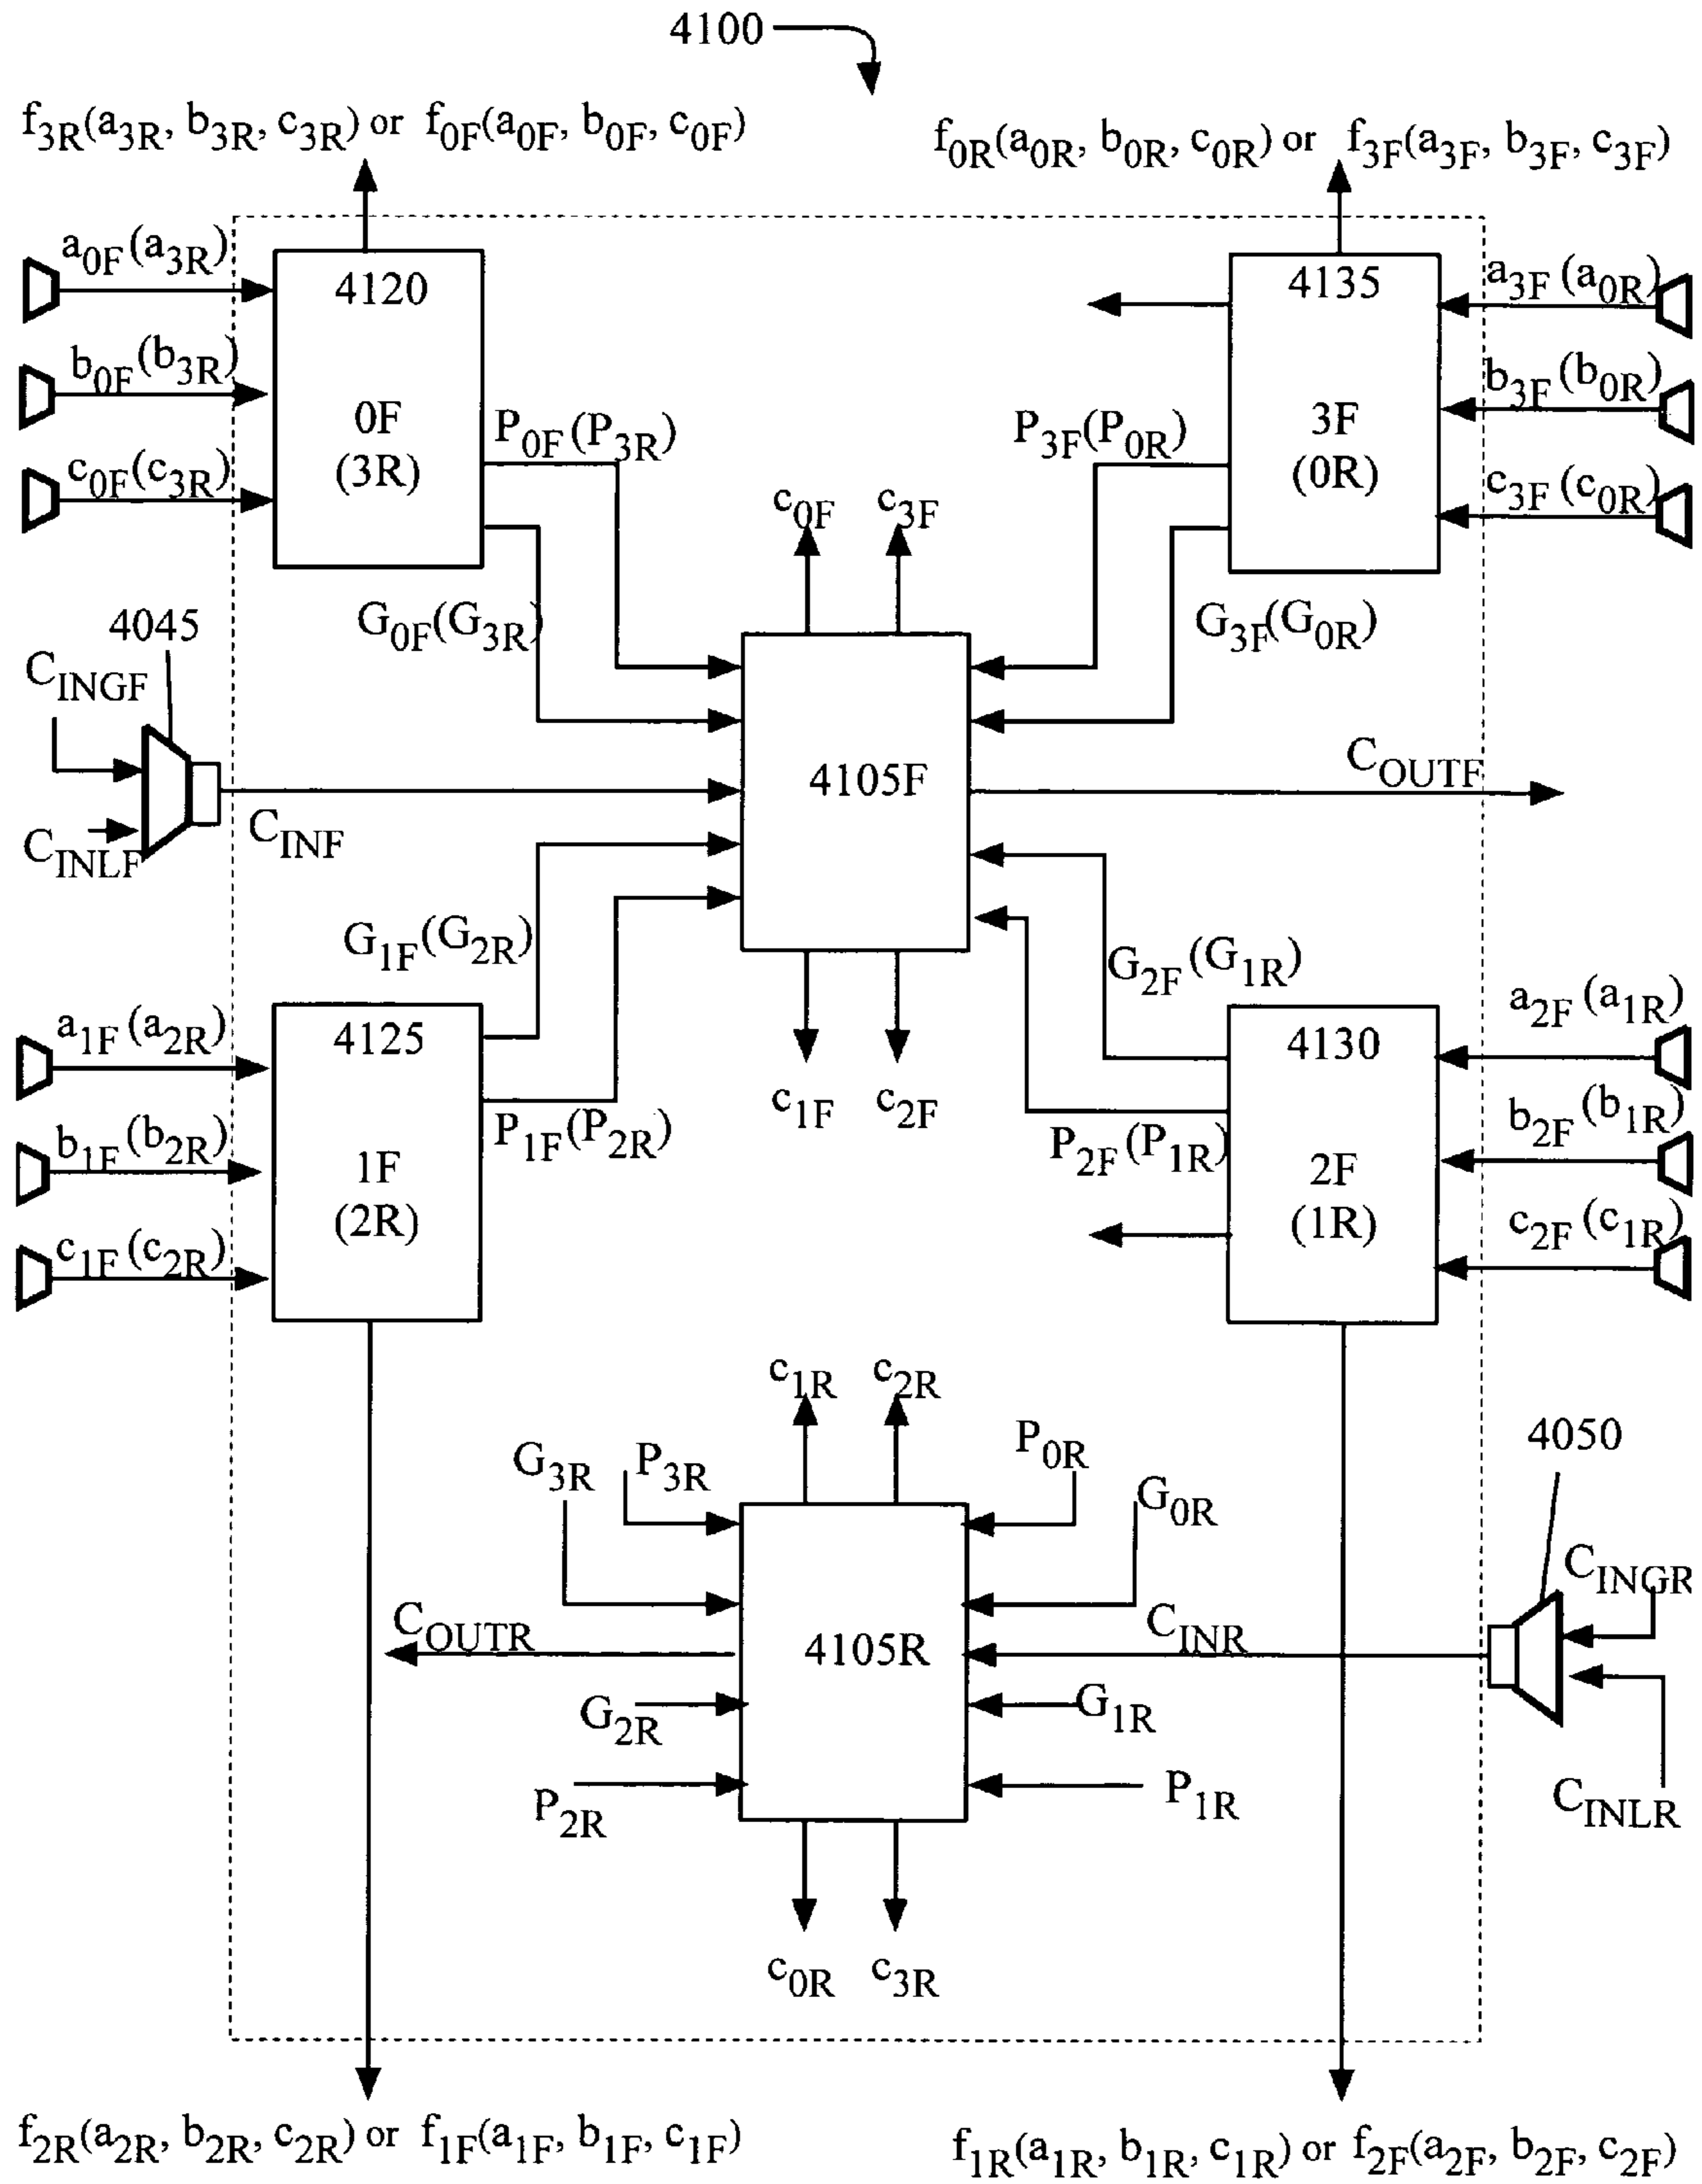 4100
f3R(a3R, b3R, c3R) or f0F(a0F, b0F, c0F)
f0R(a0R, b0R, c0R) or f3F(a3F, b3F, c3F)
a0F (a3R)
4120
4135
a3F (a0R)
b0F (b3R)
b3F (b0R)
0F
(3R)
P0F (P3R)
P3F(P0R)
3F
(0R)
c0F (c3R)
c3F (c0R)
c0F
c3F
4045
G0F(G3R)
G3F(G0R)
CINGF
4105F
COUTF
CINLF
CINF
G1F(G2R)
G2F (G1R)
a1F (a2R)
4125
4130
a2F (a1R)
c1F
c2F
b1F (b2R)
P1F(P2R)
P2F (P1R)
b2F (b1R)
1F
(2R)
2F
(1R)
c1F (c2R)
c2F (c1R)
c1R
c2R
G3R
P3R
P0R
4050
G0R
CINGR
COUTR
4105R
CINR
G2R
G1R
P2R
P1R
CINLR
c0R
c3R
f2R(a2R, b2R, c2R) or f1F(a1F, b1F, c1F)
f1R(a1R, b1R, c1R) or f2F(a2F, b2F, c2F)